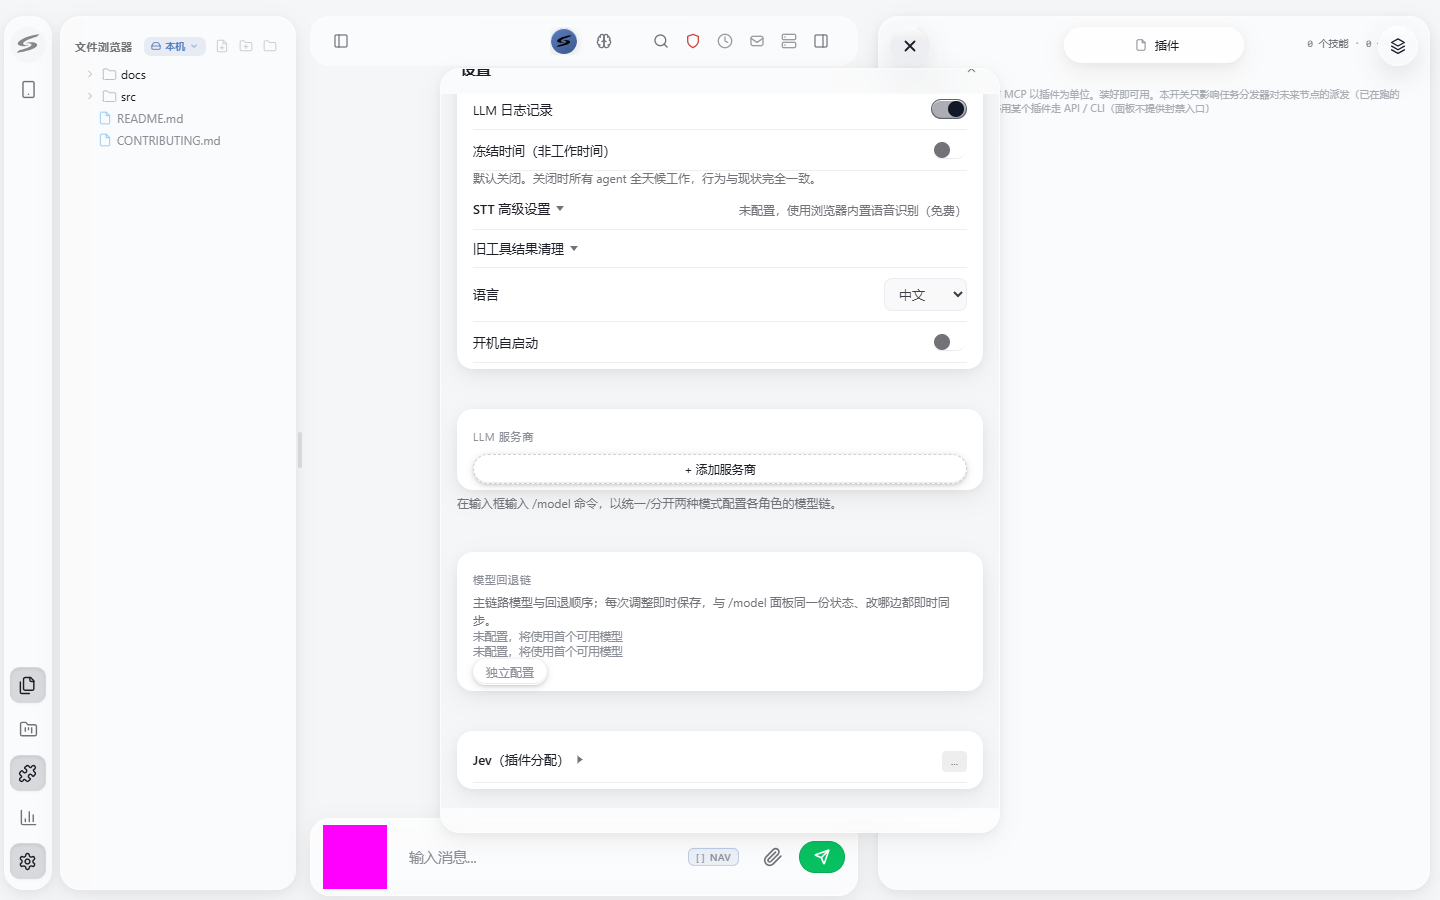 文件浏览器
本机
docs
src
README.md
CONTRIBUTING.md
设置
LLM 日志记录
冻结时间（非工作时间）
默认关闭。关闭时所有 agent 全天候工作，行为与现状完全一致。
STT 高级设置
未配置，使用浏览器内置语音识别（免费）
旧工具结果清理
语言
中文
开机自启动
LLM 服务商
+ 添加服务商
在输入框输入 /model 命令，以统一/分开两种模式配置各角色的模型链。
模型回退链
主链路模型与回退顺序；每次调整即时保存，与 /model 面板同一份状态、改哪边都即时同
步。
未配置，将使用首个可用模型
未配置，将使用首个可用模型
独立配置
Jev（插件分配）
...
输入消息...
[ ] NAV
插件
0 个技能 · 0
MCP 以插件为单位。装好即可用。本开关只影响任务分发器对未来节点的派发（已在跑的
用某个插件走 API / CLI（面板不提供封禁入口）